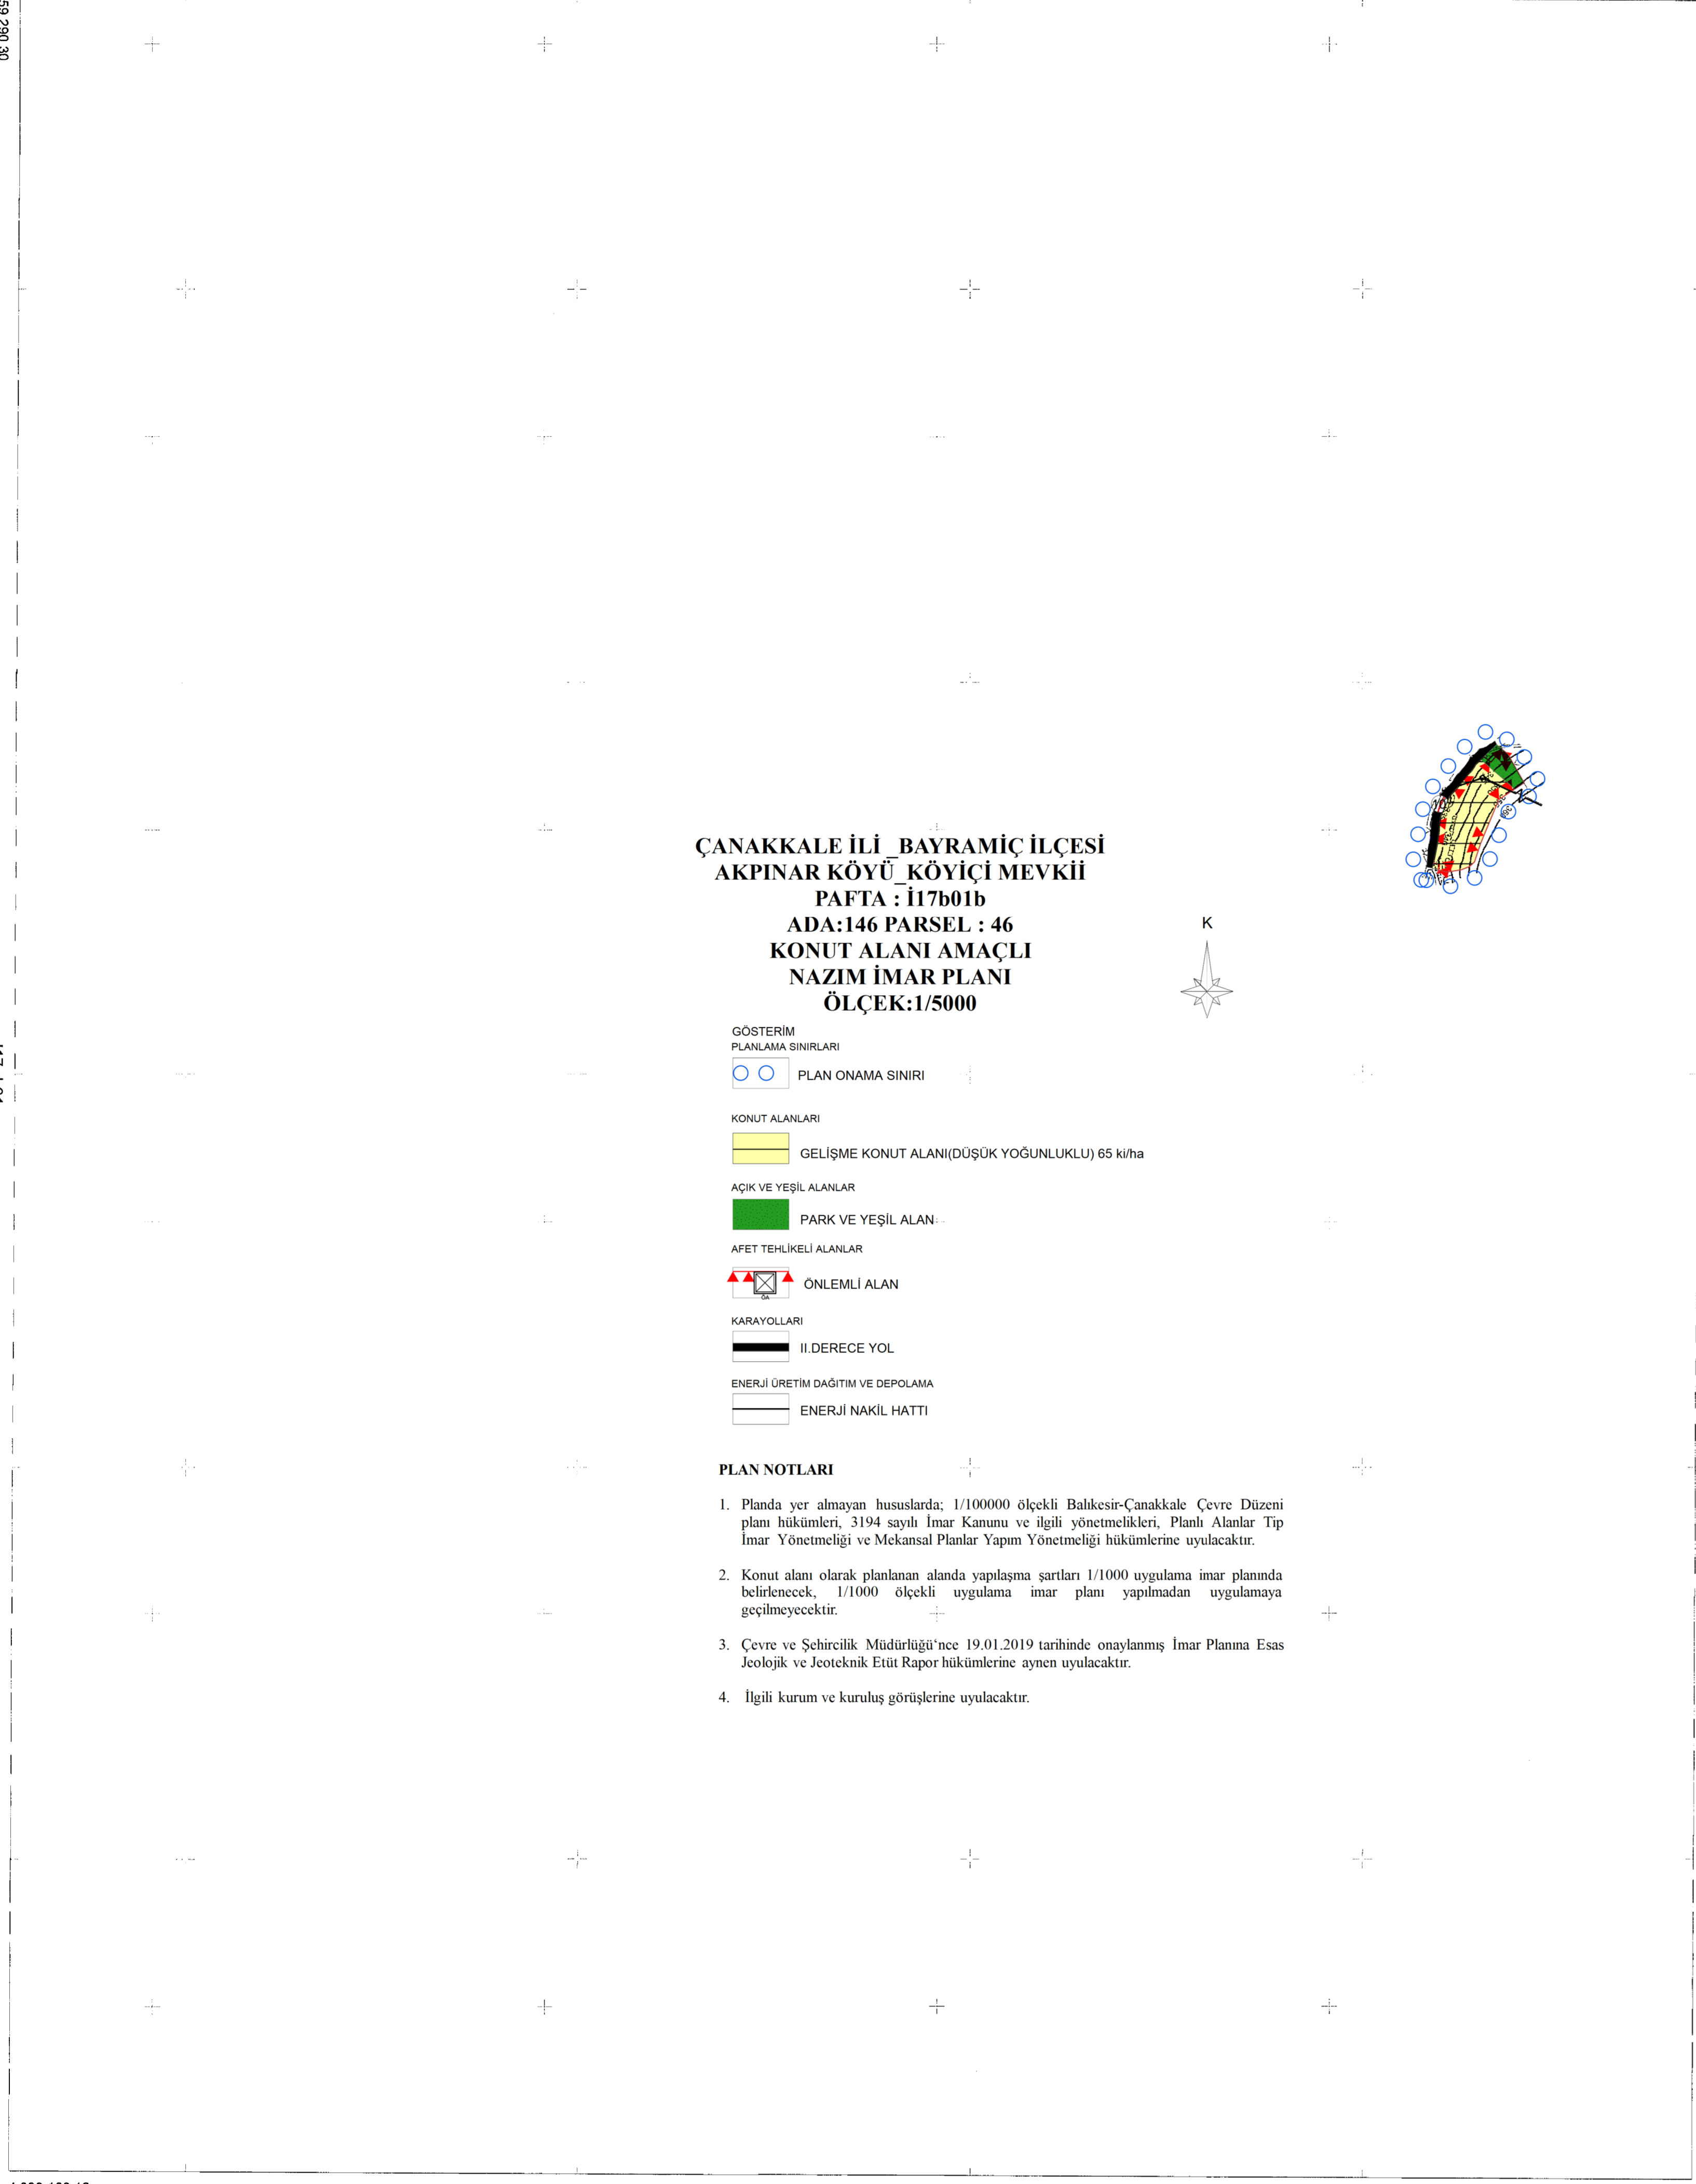 59 290 30
ÇANAKKALE İLİ _BAYRAMİÇ İLÇESİ
AKPINAR KÖYÜ_KÖYİÇİ MEVKİİ
PAFTA : İ17b01b
ADA:146 PARSEL : 46
KONUT ALANI AMAÇLI
NAZIM İMAR PLANI
ÖLÇEK:1/5000
K
GÖSTERİM
PLANLAMA SINIRLARI
PLAN ONAMA SINIRI
KONUT ALANLARI
GELİŞME KONUT ALANI(DÜŞÜK YOĞUNLUKLU) 65 ki/ha
AÇIK VE YEŞİL ALANLAR
PARK VE YEŞİL ALAN
AFET TEHLİKELİ ALANLAR
ÖNLEMLİ ALAN
ÖA
KARAYOLLARI
II.DERECE YOL
ENERJİ ÜRETİM DAĞITIM VE DEPOLAMA
ENERJİ NAKİL HATTI
PLAN NOTLARI
1. Planda yer almayan hususlarda; 1/100000 ölçekli Balıkesir-Çanakkale Çevre Düzeni
planı hükümleri, 3194 sayılı İmar Kanunu ve ilgili yönetmelikleri, Planlı Alanlar Tip
İmar Yönetmeliği ve Mekansal Planlar Yapım Yönetmeliği hükümlerine uyulacaktır.
2. Konut alanı olarak planlanan alanda yapılaşma şartları 1/1000 uygulama imar planında
belirlenecek, 1/1000 ölçekli uygulama imar planı yapılmadan uygulamaya
geçilmeyecektir.
3. Çevre ve Şehircilik Müdürlüğü‘nce 19.01.2019 tarihinde onaylanmış İmar Planına Esas
Jeolojik ve Jeoteknik Etüt Rapor hükümlerine aynen uyulacaktır.
4. İlgili kurum ve kuruluş görüşlerine uyulacaktır.